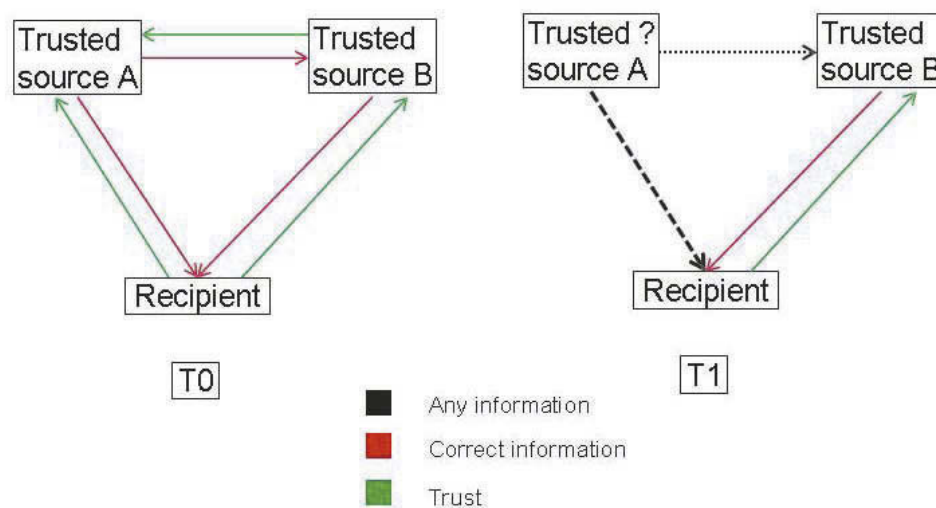 Trusted
source A
Trusted
source B
Recipient
T0
Trusted ?
source A
Trusted
source B
Recipient
T1
Any information
Correct information
Trust